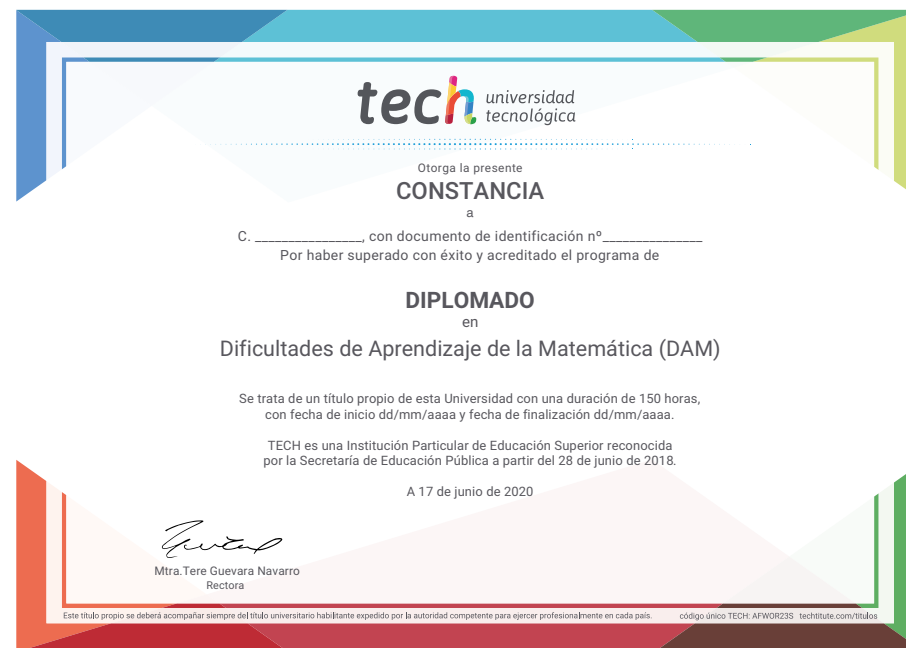 tech universidad
tecnológica
Otorga la presente
CONSTANCIA
a
C. ________________, con documento de identificación nº_______________
Por haber superado con éxito y acreditado el programa de
DIPLOMADO
en
Dificultades de Aprendizaje de la Matemática (DAM)
Se trata de un título propio de esta Universidad con una duración de 150 horas,
con fecha de inicio dd/mm/aaaa y fecha de finalización dd/mm/aaaa.
TECH es una Institución Particular de Educación Superior reconocida
por la Secretaría de Educación Pública a partir del 28 de junio de 2018.
A 17 de junio de 2020
Mtra.Tere Guevara Navarro
Rectora
Este título propio se deberá acompañar siempre del título universitario habilitante expedido por la autoridad competente para ejercer profesionalmente en cada país. código único TECH: AFWOR23S techtitute.com/titulos